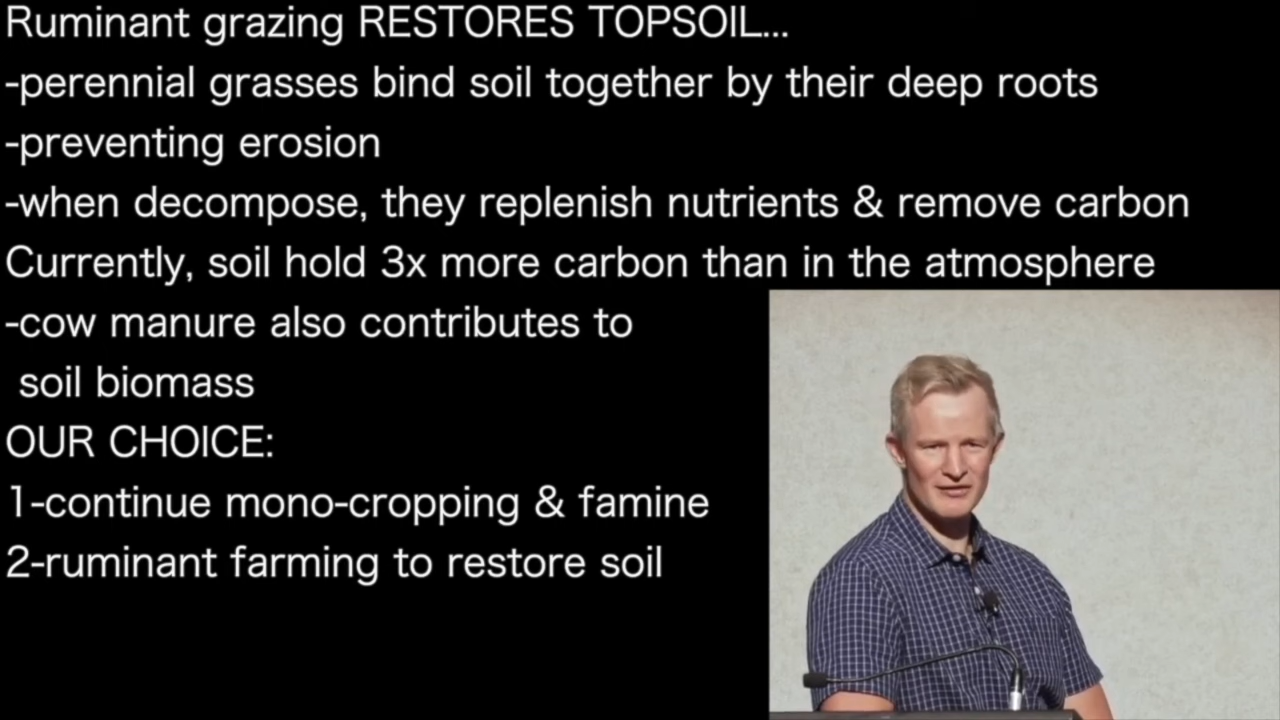 Ruminant grazing RESTORES TOPSOIL...
-perennial grasses bind soil together by their deep roots
-preventing erosion
-when decompose, they replenish nutrients & remove carbon
Currently, soil hold 3x more carbon than in the atmosphere
-cow manure also contributes to
soil biomass
OUR CHOICE:
1-continue mono-cropping & famine
2-ruminant farming to restore soil